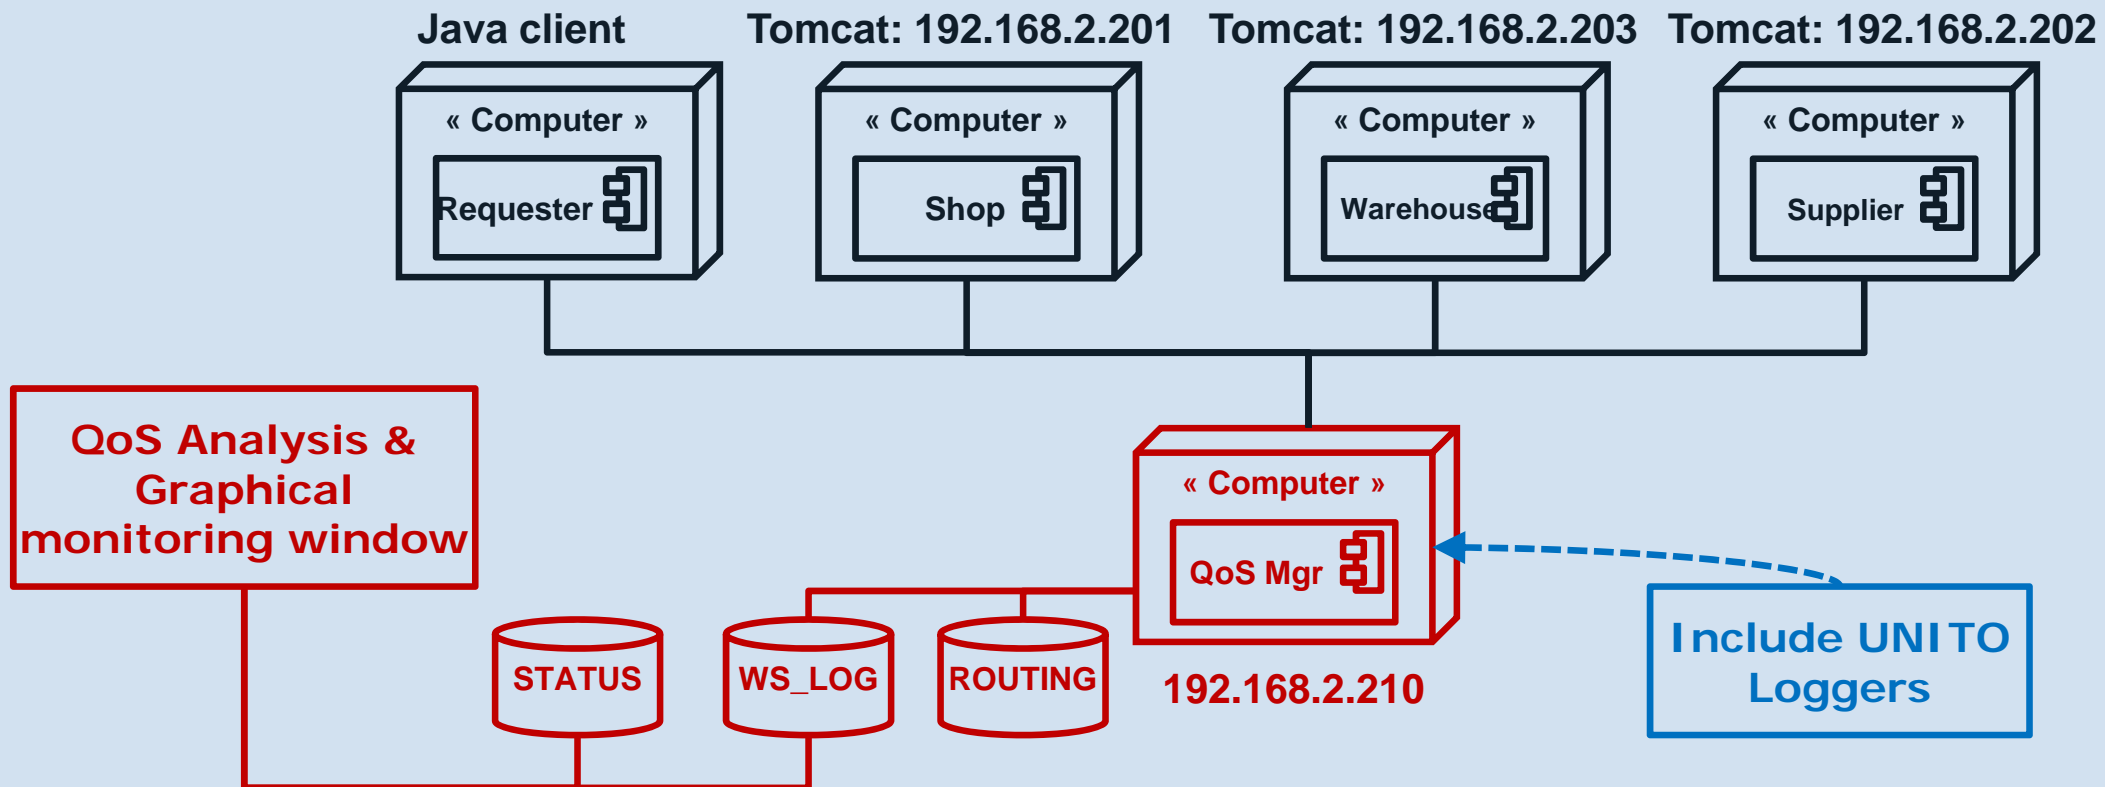 Java client
Tomcat: 192.168.2.201
Tomcat: 192.168.2.203
Tomcat: 192.168.2.202
« Computer »
« Computer »
« Computer »
« Computer »
Requester
Shop
Warehouse
Supplier
QoS Analysis &
Graphical
monitoring window
« Computer »
QoS Mgr
STATUS
WS_LOG
ROUTING
192.168.2.210
Include UNITO
Loggers